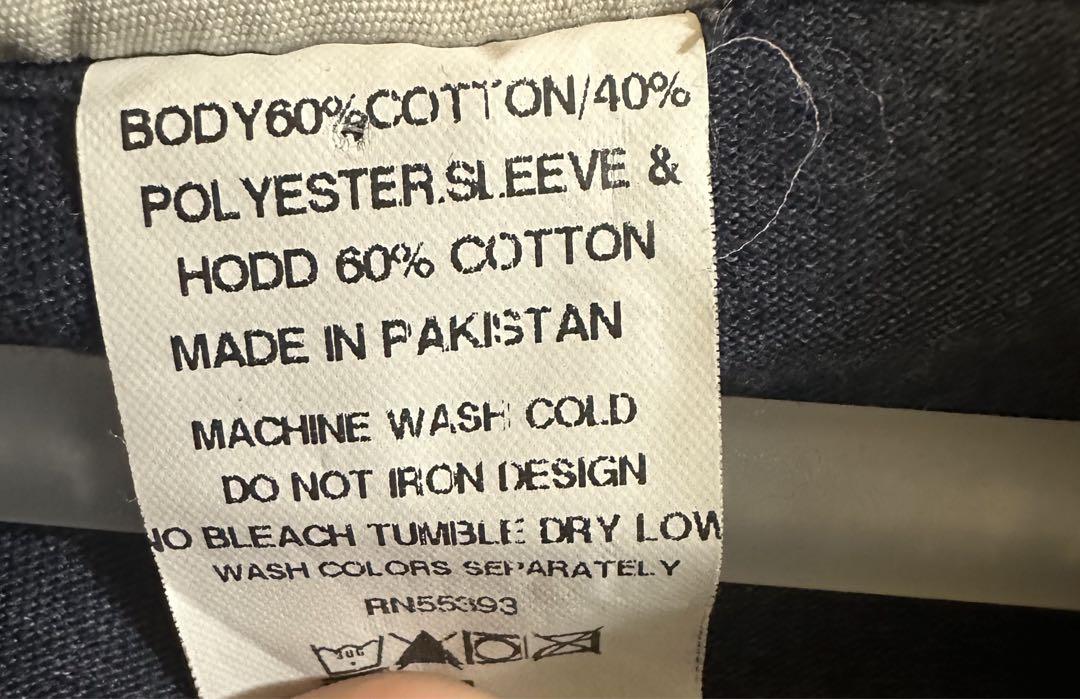 BODY60%COTTON/40%
POLYESTER.SLEEVE &
HODD 60% COTTON
MADE IN PAKISTAN
MACHINE WASH COLD
DO NOT IRON DESIGN
NO BLEACH TUMBLE DRY LOW
WASH COLORS SEPARATELY
RN55393